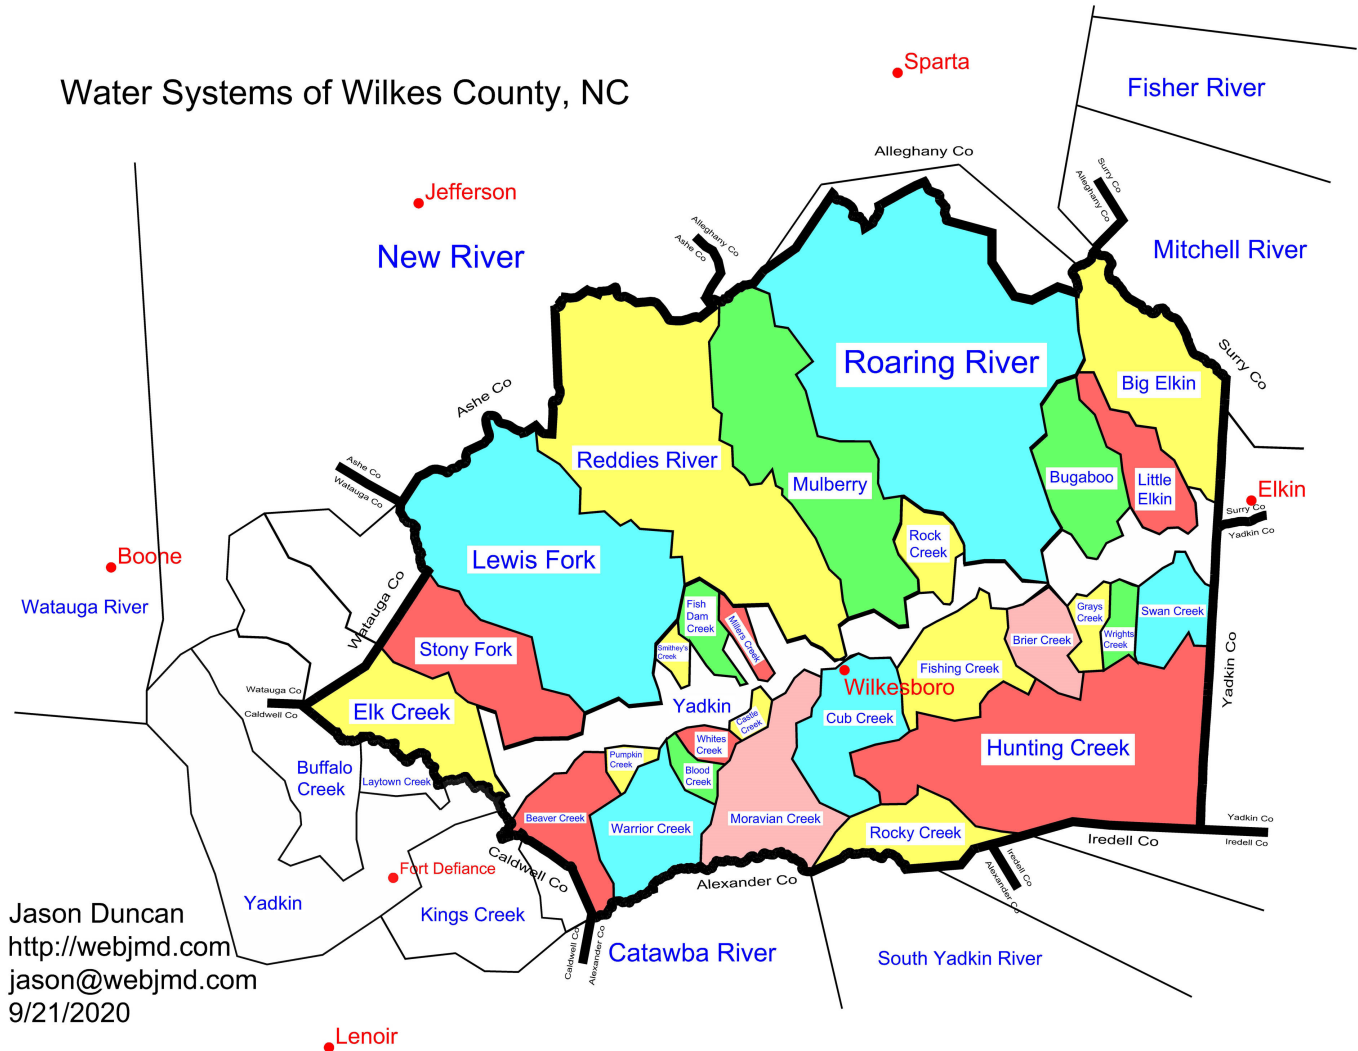 Water Systems of Wilkes County, NC
Sparta
Fisher River
Alleghany Co
Surry Co
Alleghany Co
Jefferson
New River
Alleghany Co
Ashe Co
Mitchell River
Roaring River
Big Elkin
Surry Co
Ashe Co
Reddies River
Mulberry
Bugaboo
Little
Elkin
Elkin
Surry Co
Yadkin Co
Ashe Co
Watauga Co
Rock
Creek
Boone
Watauga River
Lewis Fork
Watauga Co
Stony Fork
Fish
Dam
Creek
Millers Creek
Smithey's
Creek
Grays
Creek
Wrights
Creek
Swan Creek
Brier Creek
Fishing Creek
Yadkin Co
Watauga Co
Caldwell Co
Elk Creek
Yadkin
Wilkesboro
Castle
Creek
Cub Creek
Whites
Creek
Hunting Creek
Pumpkin
Creek
Blood
Creek
Buffalo
Creek
Laytown Creek
Beaver Creek
Warrior Creek
Moravian Creek
Rocky Creek
Yadkin Co
Iredell Co
Iredell Co
Caldwell Co
Alexander Co
Iredell Co
Alexander Co
Fort Defiance
Yadkin
Kings Creek
Caldwell Co
Alexander Co
Catawba River
South Yadkin River
Jason Duncan
http://webjmd.com
jason@webjmd.com
9/21/2020
Lenoir